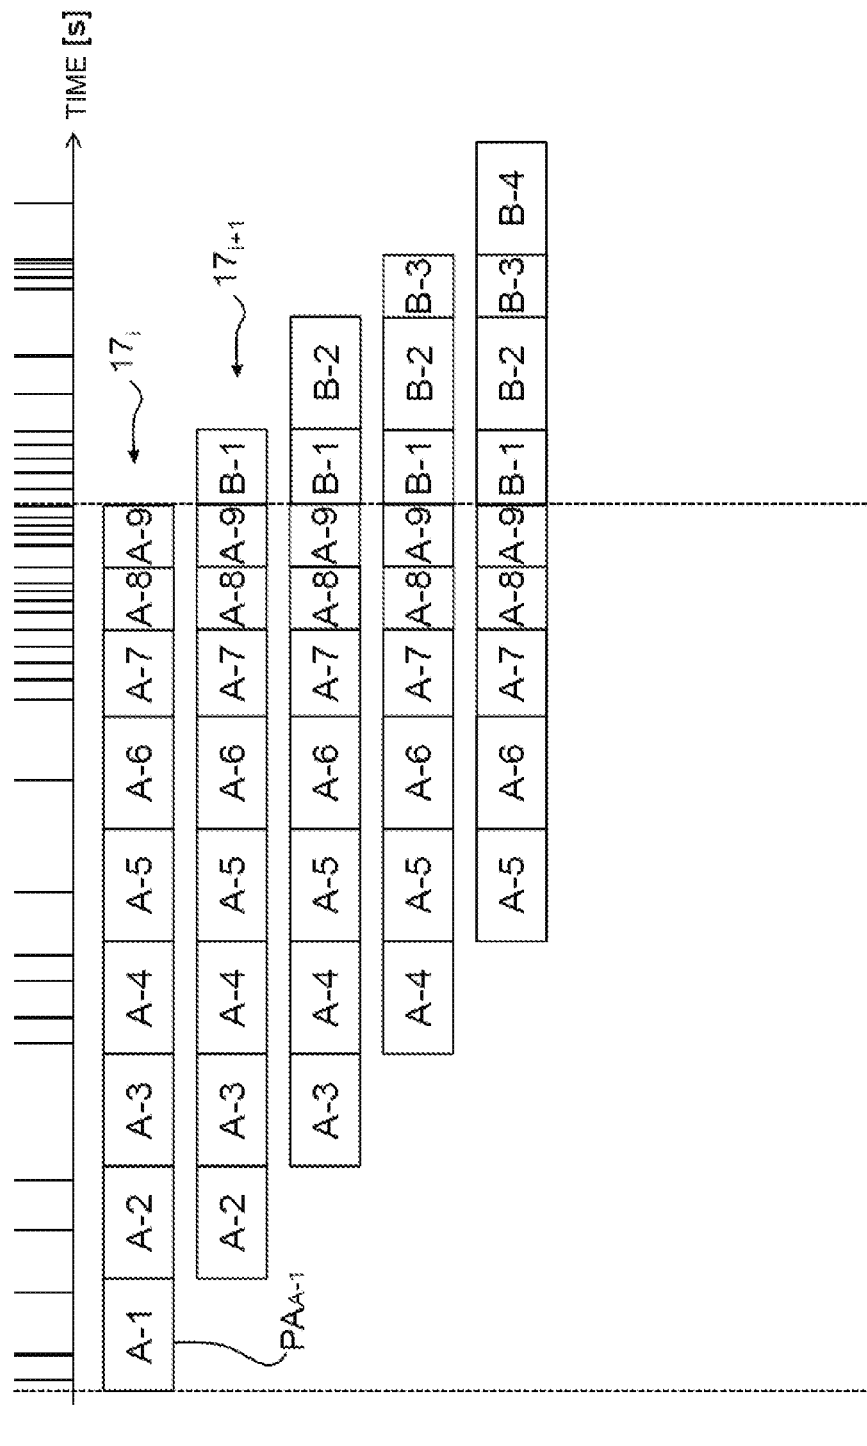 TIME [s]
17i
17i+1
A-1 A-2 A-3 A-4 A-5 A-6 A-7 A-8 A-9
A-2 A-3 A-4 A-5 A-6 A-7 A-8 A-9 B-1
A-3 A-4 A-5 A-6 A-7 A-8 A-9 B-1 B-2
A-4 A-5 A-6 A-7 A-8 A-9 B-1 B-2 B-3
A-5 A-6 A-7 A-8 A-9 B-1 B-2 B-3 B-4
PAA-1